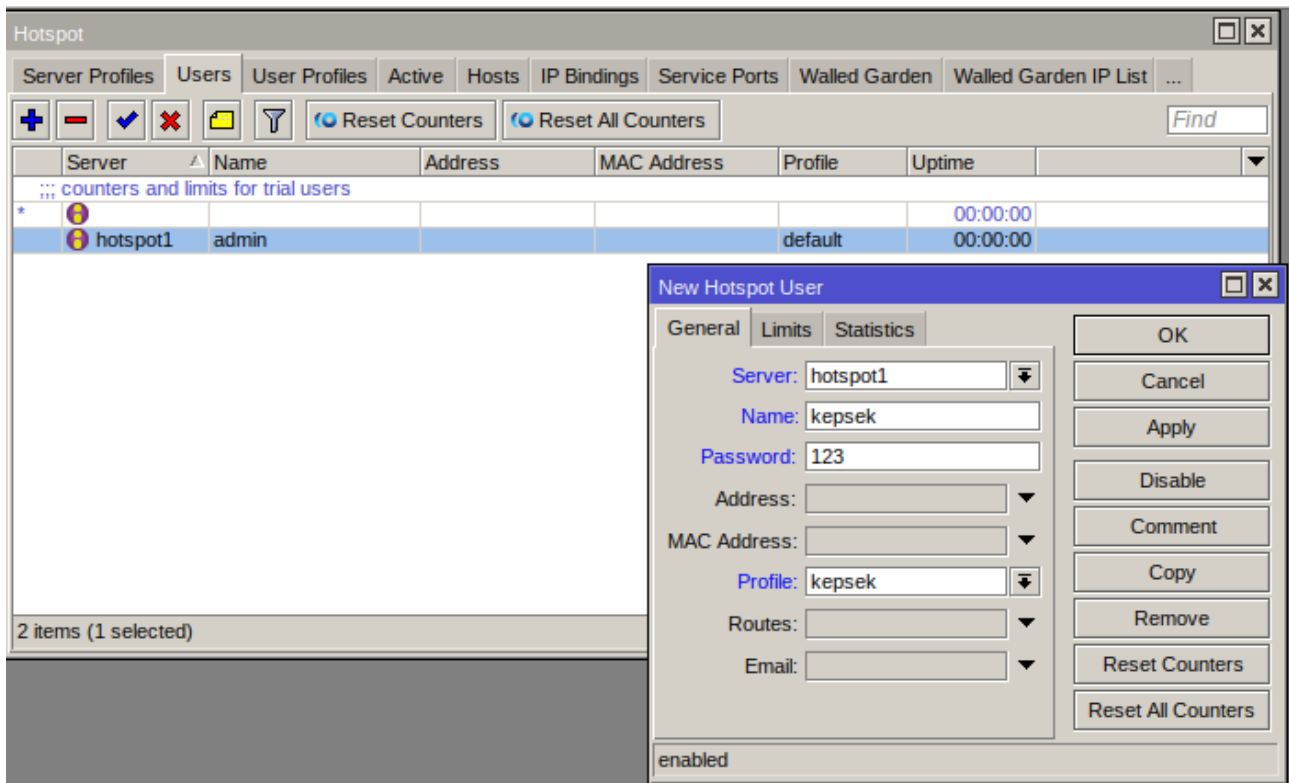 Hotspot
Server Profiles Users User Profiles Active Hosts IP Bindings Service Ports Walled Garden Walled Garden IP List ...
Reset Counters Reset All Counters Find
Server Name Address MAC Address Profile Uptime
;;; counters and limits for trial users
* 00:00:00
hotspot1 admin default 00:00:00
2 items (1 selected)
New Hotspot User
General Limits Statistics
Server: hotspot1
Name: kepsek
Password: 123
Address:
MAC Address:
Profile: kepsek
Routes:
Email:
OK
Cancel
Apply
Disable
Comment
Copy
Remove
Reset Counters
Reset All Counters
enabled